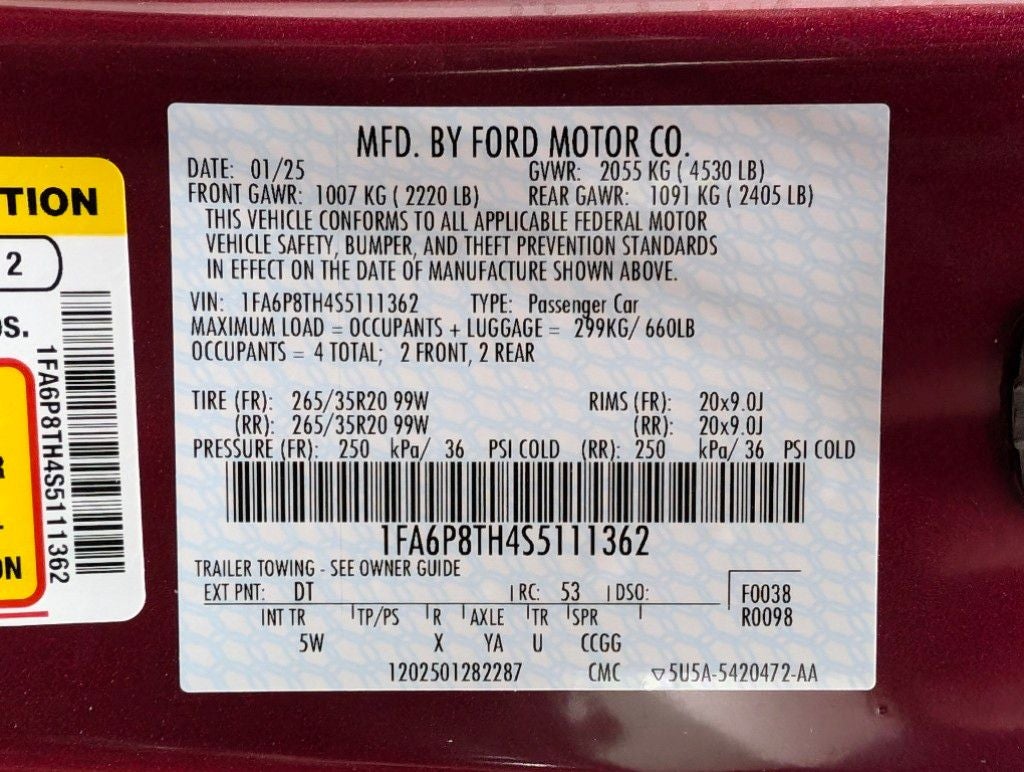 MFD. BY FORD MOTOR CO.
DATE: 01/25 GVWR: 2055 KG ( 4530 LB)
FRONT GAWR: 1007 KG ( 2220 LB) REAR GAWR: 1091 KG ( 2405 LB)
THIS VEHICLE CONFORMS TO ALL APPLICABLE FEDERAL MOTOR
VEHICLE SAFETY, BUMPER, AND THEFT PREVENTION STANDARDS
IN EFFECT ON THE DATE OF MANUFACTURE SHOWN ABOVE.
VIN: 1FA6P8TH4S5111362 TYPE: Passenger Car
MAXIMUM LOAD = OCCUPANTS + LUGGAGE = 299KG/ 660LB
OCCUPANTS = 4 TOTAL; 2 FRONT, 2 REAR
TIRE (FR): 265/35R20 99W RIMS (FR): 20x9.0J
(RR): 265/35R20 99W (RR): 20x9.0J
PRESSURE (FR): 250 kPa/ 36 PSI COLD (RR): 250 kPa/ 36 PSI COLD
1FA6P8TH4S5111362
TRAILER TOWING - SEE OWNER GUIDE
EXT PNT: DT RC: 53 DSO: F0038
INT TR TP/PS R AXLE TR SPR R0098
5W X YA U CCGG
1202501282287 CMC ▽5U5A-5420472-AA
TION
2
1FA6P8TH4S5111362